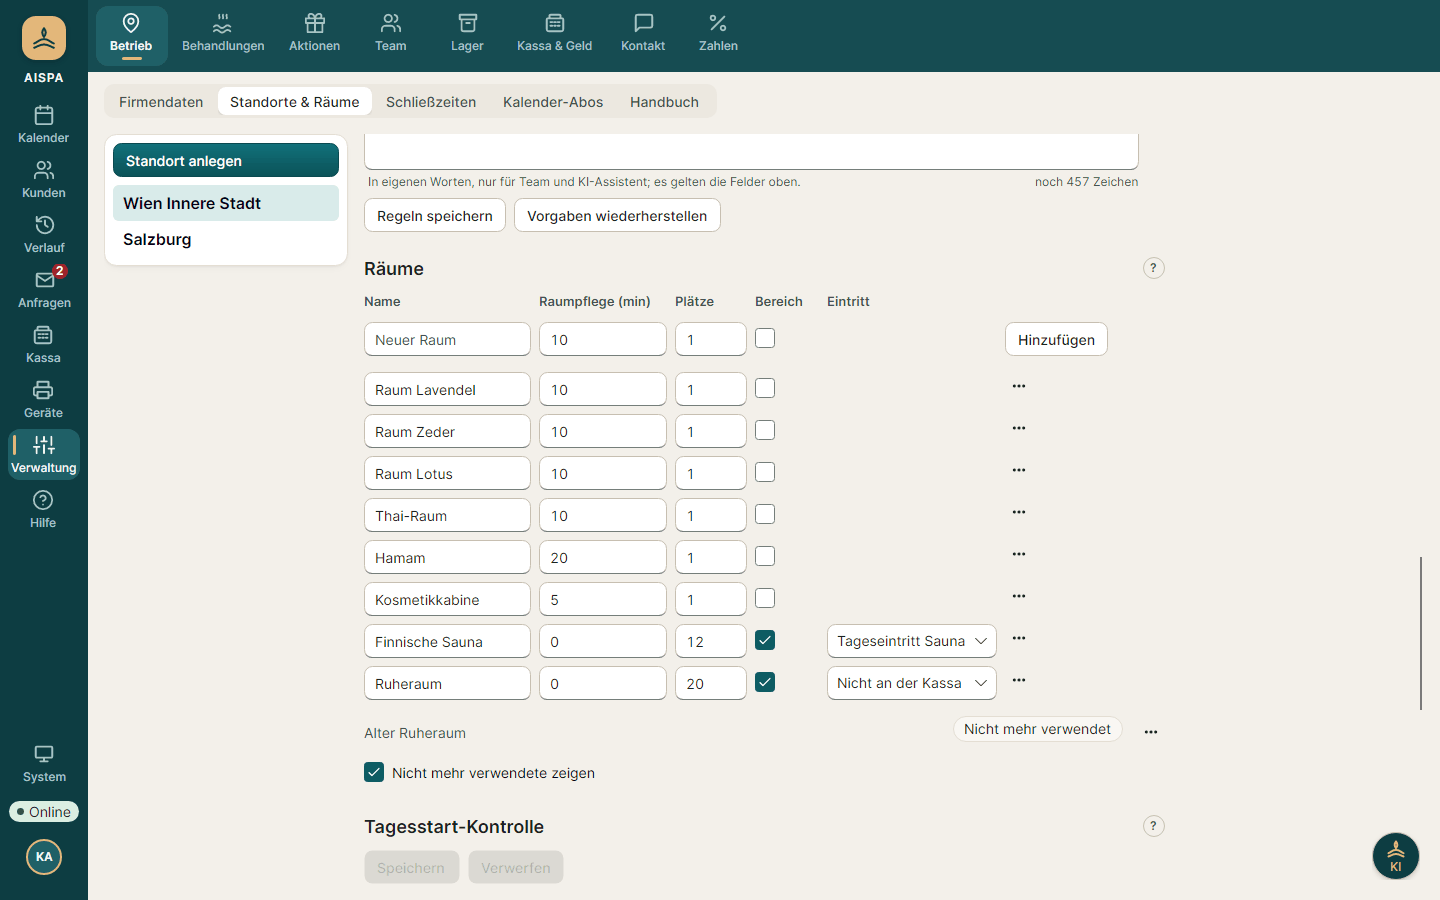 AISPA
Kalender
Kunden
Verlauf
2
Anfragen
Kassa
Geräte
Verwaltung
Hilfe
System
Online
KA
Betrieb
Behandlungen
Aktionen
Team
Lager
Kassa & Geld
Kontakt
Zahlen
Firmendaten
Standorte & Räume
Schließzeiten
Kalender-Abos
Handbuch
Standort anlegen
Wien Innere Stadt
Salzburg
In eigenen Worten, nur für Team und KI-Assistent; es gelten die Felder oben.
noch 457 Zeichen
Regeln speichern
Vorgaben wiederherstellen
Räume
?
Name Raumpflege (min) Plätze Bereich Eintritt
Neuer Raum 10 1 Hinzufügen
Raum Lavendel 10 1
Raum Zeder 10 1
Raum Lotus 10 1
Thai-Raum 10 1
Hamam 20 1
Kosmetikkabine 5 1
Finnische Sauna 0 12 Tageseintritt Sauna
Ruheraum 0 20 Nicht an der Kassa
Alter Ruheraum Nicht mehr verwendet
Nicht mehr verwendete zeigen
Tagesstart-Kontrolle
?
Speichern
Verwerfen
KI